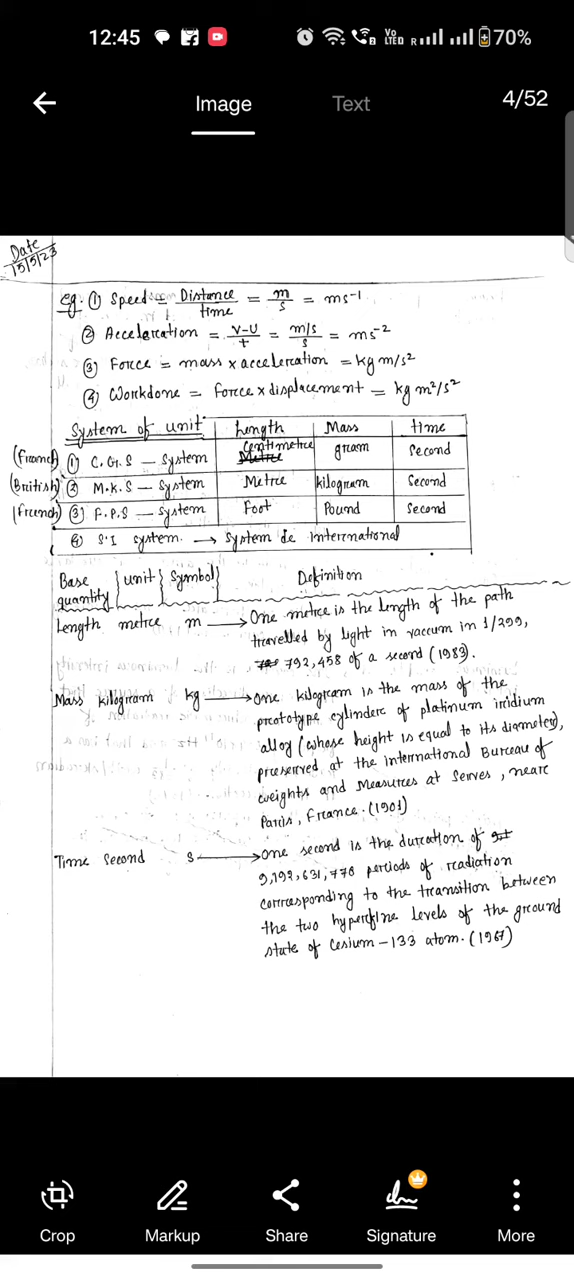 12:45 Vo LTED R 70%
Image Text 4/52
Date
15/5/23
eg. ① Speed = Distance/time = m/s = ms⁻¹
② Acceleration = v-u/t = m/s/s = ms⁻²
③ Force = mass x acceleration = kg m/s²
④ Workdone = Force x displacement = kg m²/s²
System of unit Length Mass time
(French) ① C.G.S - System Centimetre Metre gram Second
(British) ② M.K.S - System Metre kilogram Second
(French) ③ F.P.S - System Foot Pound Second
④ S.I system → System de international
Base quantity unit Symbol Definition
Length metre m → One metre is the length of the path
travelled by light in vaccum in 1/299,
792,458 of a second (1983).
Mass kilogram kg → One kilogram is the mass of the
prototype cylinder of platinum iridium
alloy (whose height is equal to its diameter),
preserved at the international Bureau of
weights and Measures at Serves, near
Paris, France. (1901)
Time Second s → One second is the duration of
9,192,631,770 periods of radiation
corresponding to the transition between
the two hyperfine levels of the ground
state of Cesium-133 atom. (1967)
Crop Markup Share Signature More